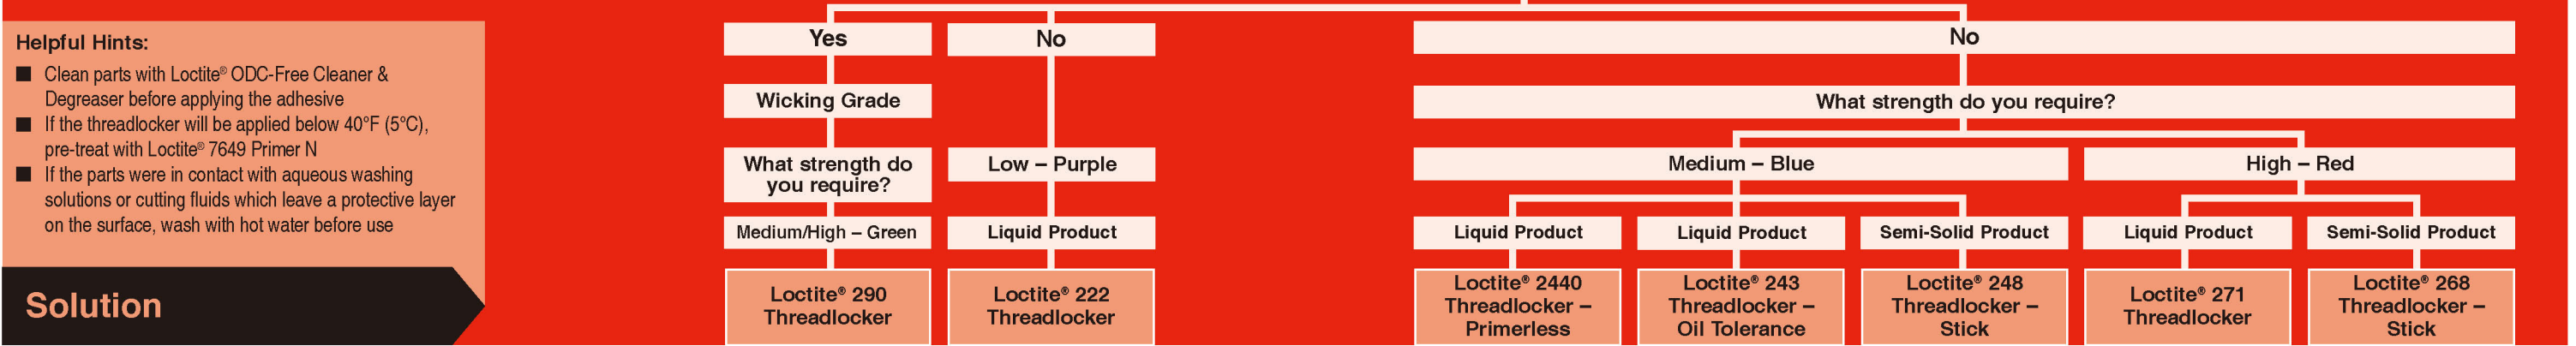 Helpful Hints:
■ Clean parts with Loctite® ODC-Free Cleaner &
Degreaser before applying the adhesive
■ If the threadlocker will be applied below 40°F (5°C),
pre-treat with Loctite® 7649 Primer N
■ If the parts were in contact with aqueous washing
solutions or cutting fluids which leave a protective layer
on the surface, wash with hot water before use
Solution
Yes
Wicking Grade
What strength do
you require?
Medium/High – Green
Loctite® 290
Threadlocker
No
Low – Purple
Liquid Product
Loctite® 222
Threadlocker
No
What strength do you require?
Medium – Blue
Liquid Product
Loctite® 2440
Threadlocker –
Primerless
Liquid Product
Loctite® 243
Threadlocker –
Oil Tolerance
Semi-Solid Product
Loctite® 248
Threadlocker –
Stick
High – Red
Liquid Product
Loctite® 271
Threadlocker
Semi-Solid Product
Loctite® 268
Threadlocker –
Stick